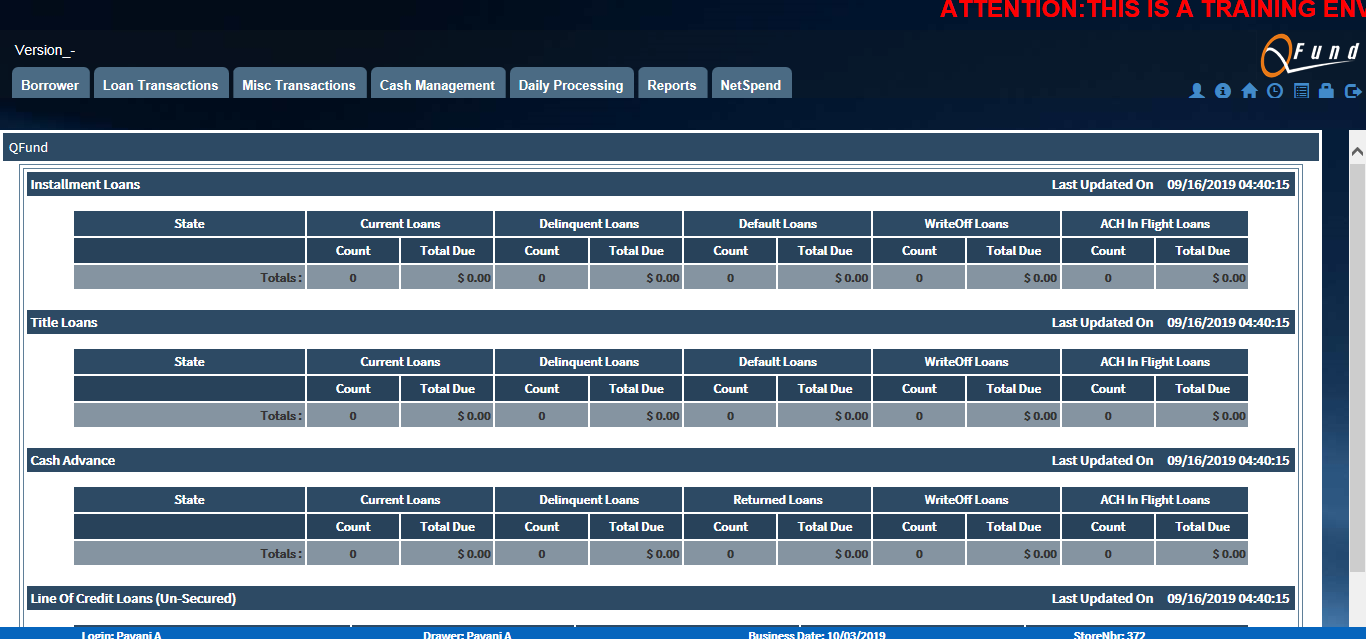 ATTENTION:THIS IS A TRAINING ENV
Version_-
QFund
Borrower Loan Transactions Misc Transactions Cash Management Daily Processing Reports NetSpend
QFund
Installment Loans Last Updated On 09/16/2019 04:40:15
State Current Loans Delinquent Loans Default Loans WriteOff Loans ACH In Flight Loans
Count Total Due Count Total Due Count Total Due Count Total Due Count Total Due
Totals : 0 $ 0.00 0 $ 0.00 0 $ 0.00 0 $ 0.00 0 $ 0.00
Title Loans Last Updated On 09/16/2019 04:40:15
State Current Loans Delinquent Loans Default Loans WriteOff Loans ACH In Flight Loans
Count Total Due Count Total Due Count Total Due Count Total Due Count Total Due
Totals : 0 $ 0.00 0 $ 0.00 0 $ 0.00 0 $ 0.00 0 $ 0.00
Cash Advance Last Updated On 09/16/2019 04:40:15
State Current Loans Delinquent Loans Returned Loans WriteOff Loans ACH In Flight Loans
Count Total Due Count Total Due Count Total Due Count Total Due Count Total Due
Totals : 0 $ 0.00 0 $ 0.00 0 $ 0.00 0 $ 0.00 0 $ 0.00
Line Of Credit Loans (Un-Secured) Last Updated On 09/16/2019 04:40:15
Login: Pavani A Drawer: Pavani A Business Date: 10/03/2019 StoreNbr: 372